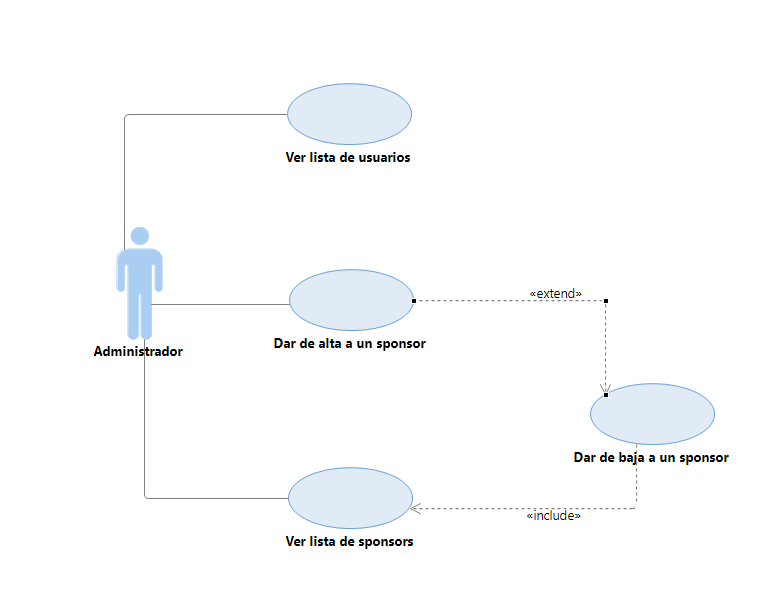 Ver lista de usuarios
«extend»
Dar de alta a un sponsor
Administrador
Dar de baja a un sponsor
«include»
Ver lista de sponsors